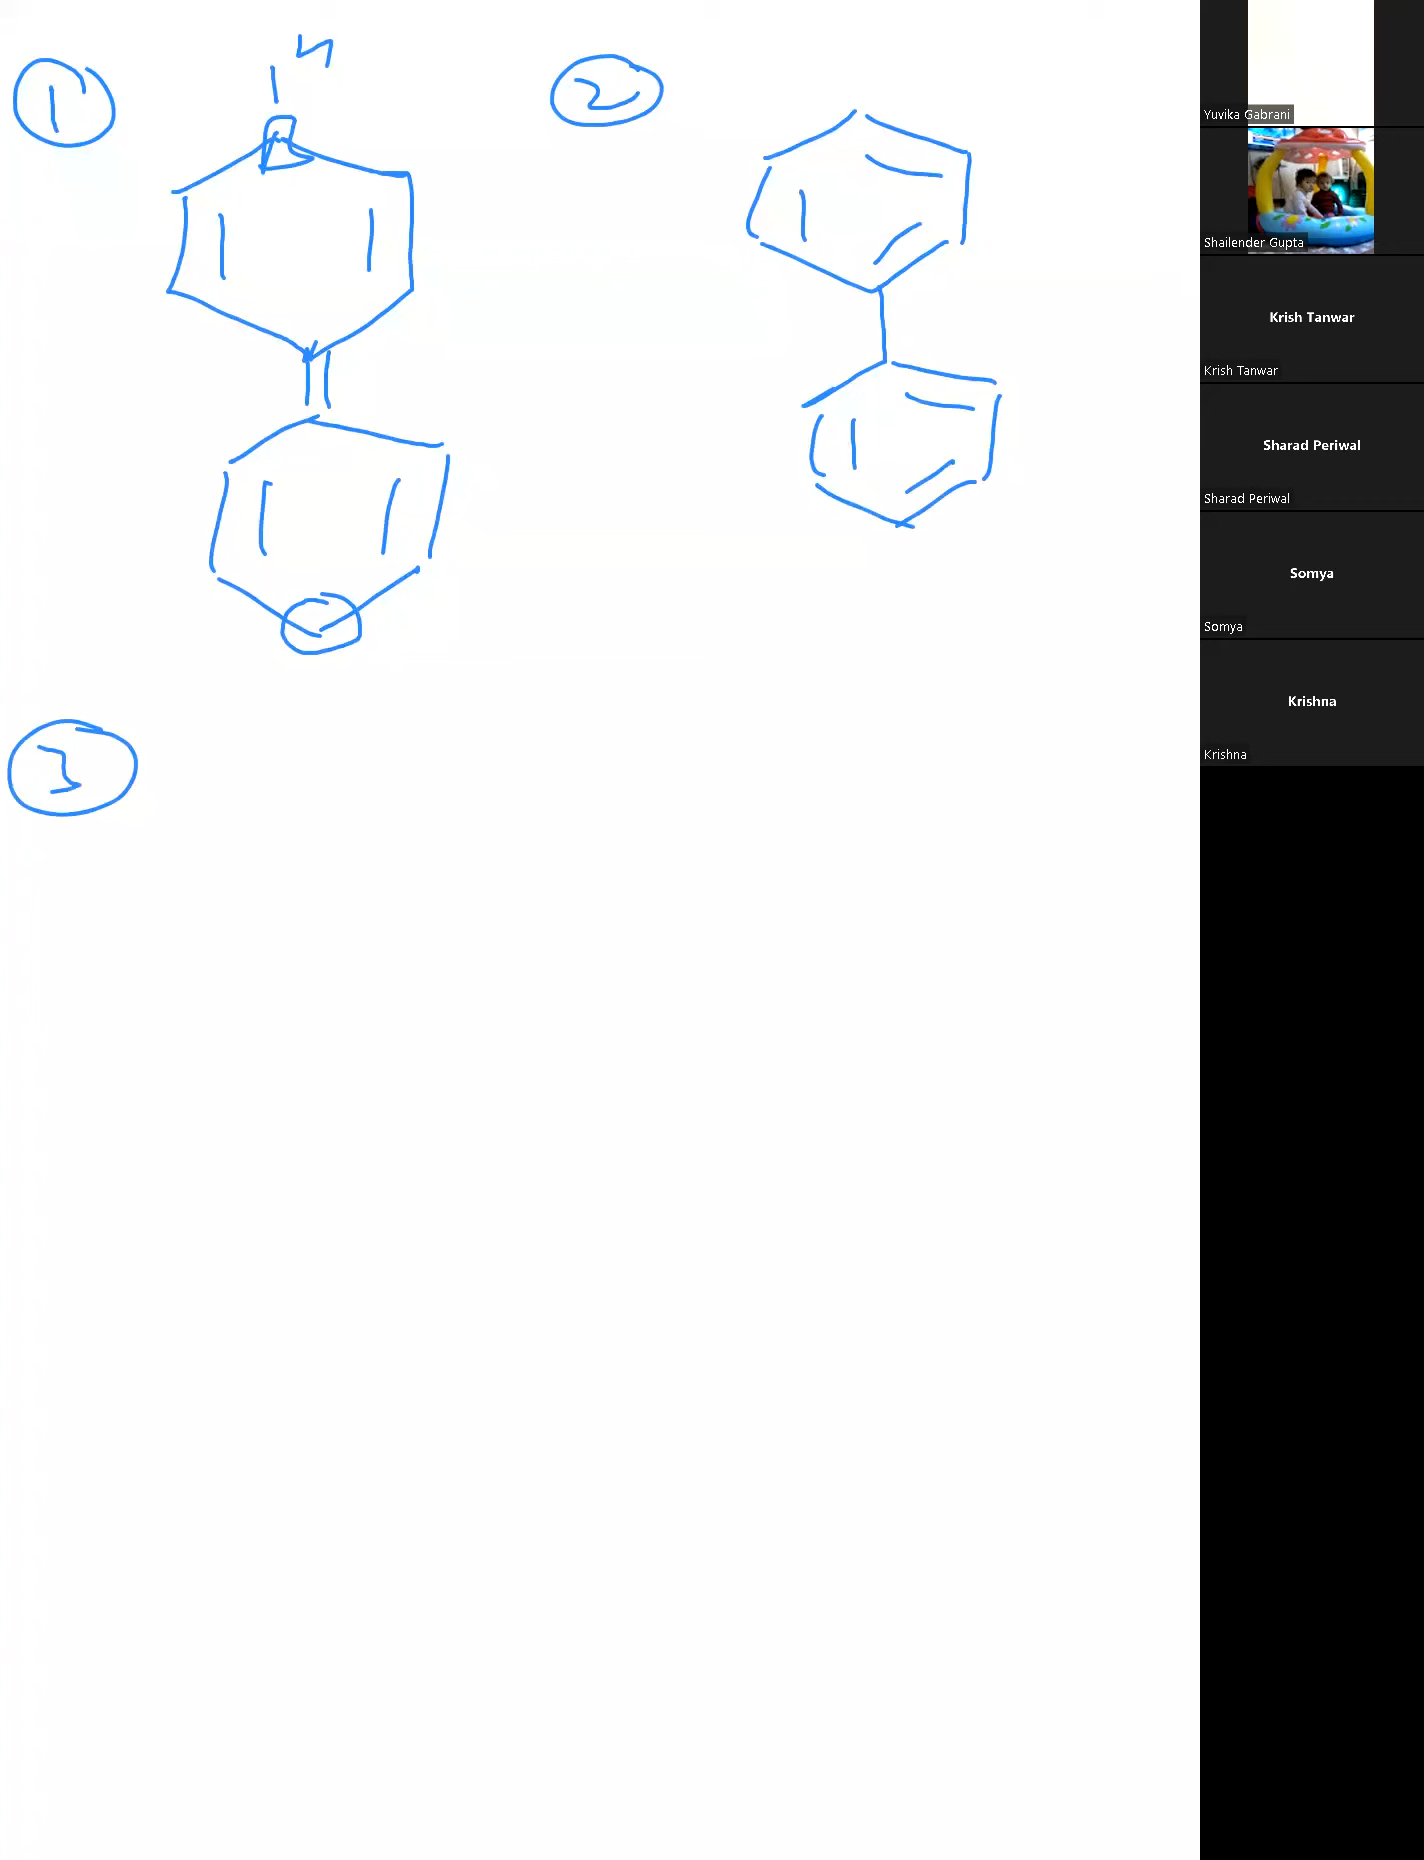 1
2
3
Yuvika Gabrani
Shailender Gupta
Krish Tanwar
Krish Tanwar
Sharad Periwal
Sharad Periwal
Somya
Somya
Krishna
Krishna